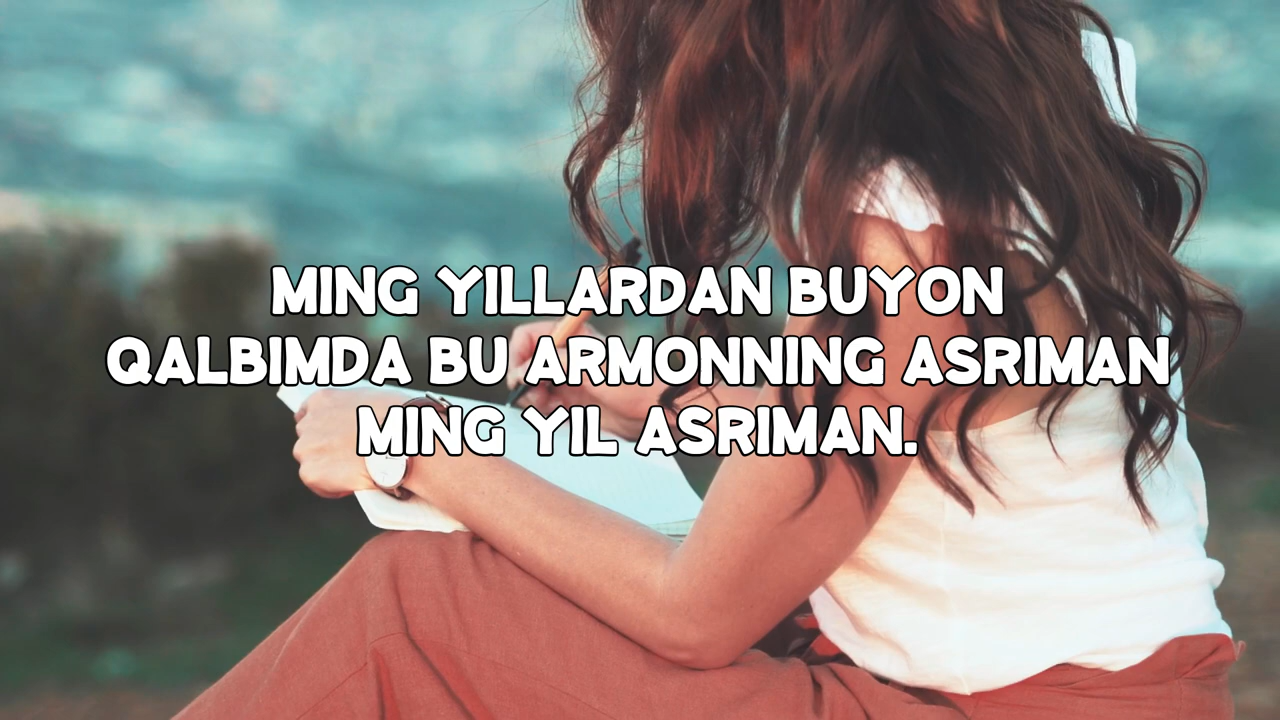 MING YILLARDAN BUYON
QALBIMDA BU ARMONNING ASRIMAN
MING YIL ASRIMAN.